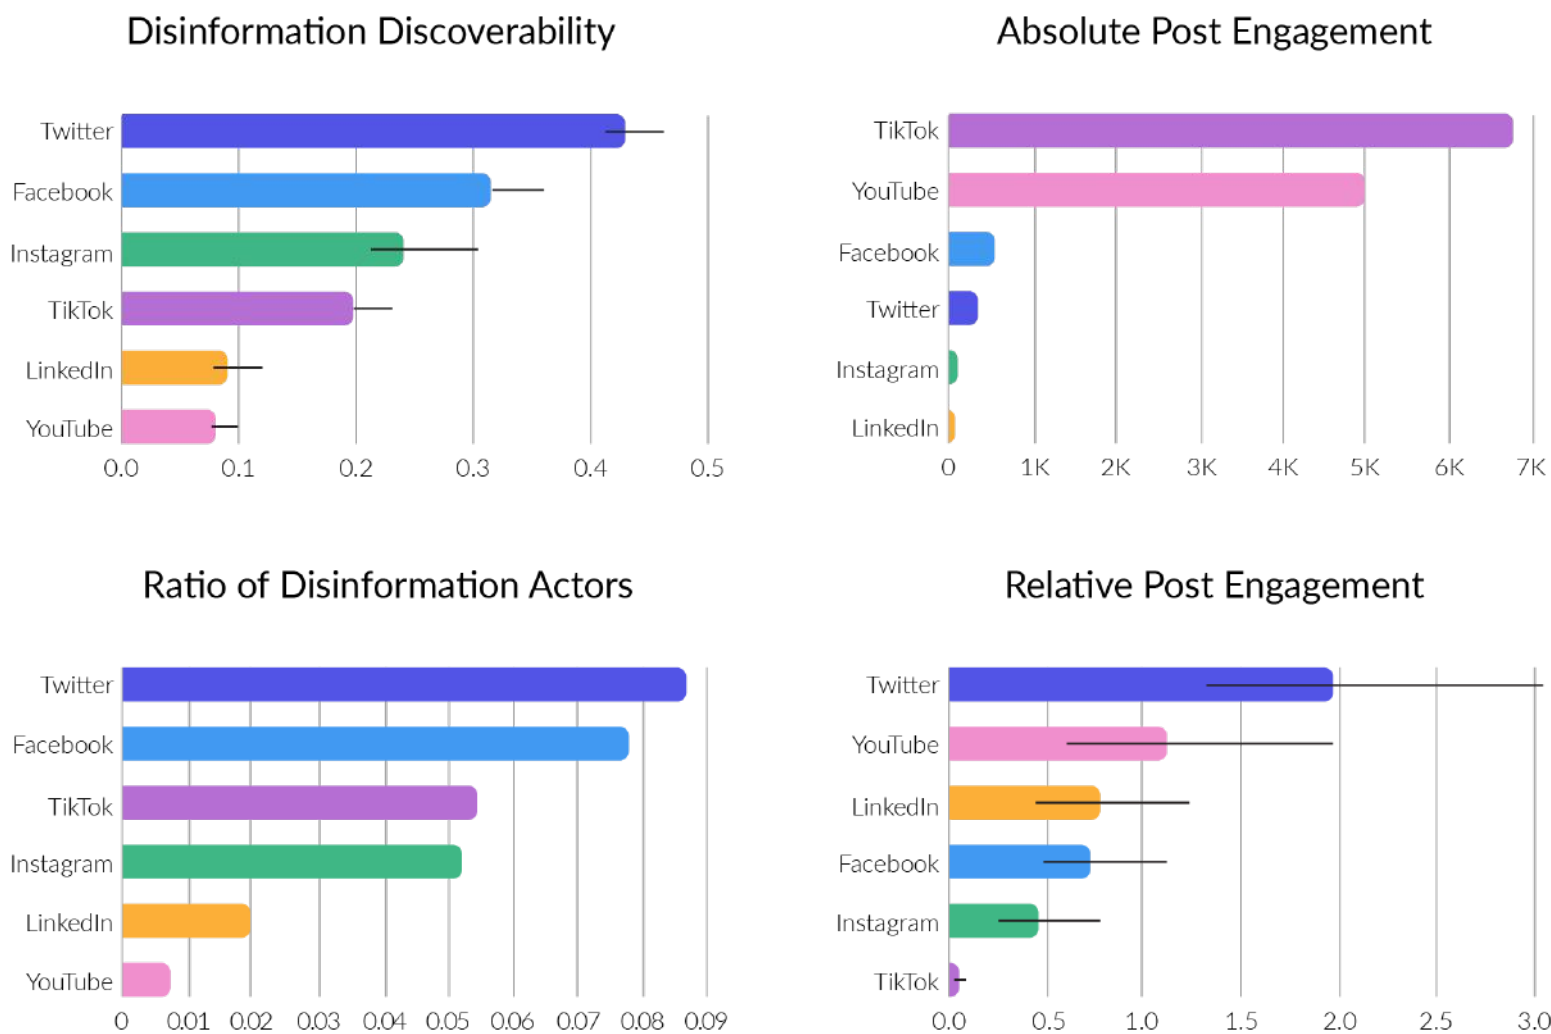 Disinformation Discoverability
Twitter
Facebook
Instagram
TikTok
LinkedIn
YouTube
0.0 0.1 0.2 0.3 0.4 0.5
Absolute Post Engagement
TikTok
YouTube
Facebook
Twitter
Instagram
LinkedIn
0 1K 2K 3K 4K 5K 6K 7K
Ratio of Disinformation Actors
Twitter
Facebook
TikTok
Instagram
LinkedIn
YouTube
0 0.01 0.02 0.03 0.04 0.05 0.06 0.07 0.08 0.09
Relative Post Engagement
Twitter
YouTube
LinkedIn
Facebook
Instagram
TikTok
0.0 0.5 1.0 1.5 2.0 2.5 3.0